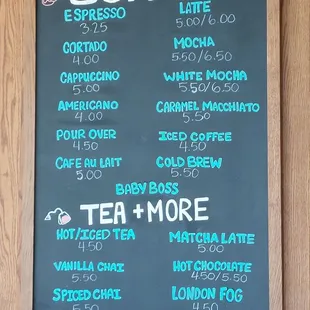 ESPRESSO
3.25
LATTE
5.00/6.00
CORTADO
4.00
MOCHA
5.50/6.50
CAPPUCCINO
5.00
WHITE MOCHA
5.50/6.50
AMERICANO
4.00
CARAMEL MACCHIATO
5.50
POUR OVER
4.50
ICED COFFEE
4.50
CAFE AU LAIT
5.00
COLD BREW
5.50
BABY BOSS
TEA + MORE
HOT/ICED TEA
4.50
MATCHA LATTE
5.00
VANILLA CHAI
5.50
HOT CHOCOLATE
4.50/5.50
SPICED CHAI
5.50
LONDON FOG
4.50